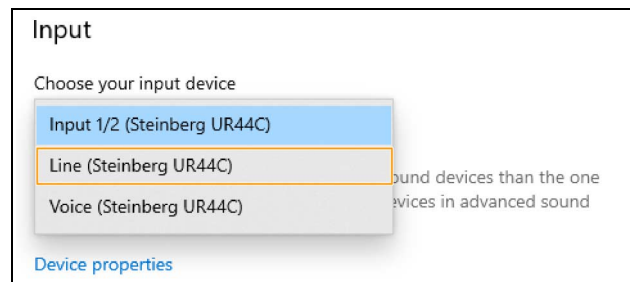 Input
Choose your input device
Input 1/2 (Steinberg UR44C)
Line (Steinberg UR44C)
ound devices than the one
Voice (Steinberg UR44C)
evices in advanced sound
Device properties